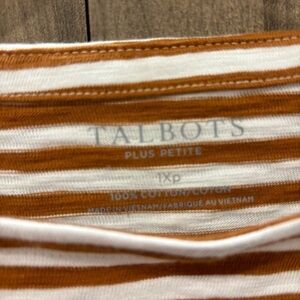 TALBOTS
PLUS PETITE
1Xp
100% COTTON/COTON
MADE IN VIETNAM/FABRIQUE AU VIETNAM